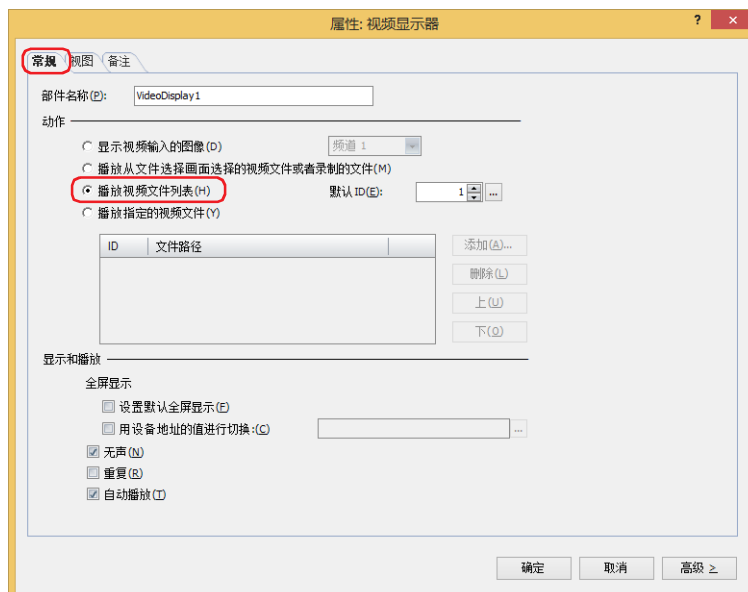 属性: 视频显示器
? ×
常规 视图 备注
部件名称(P): VideoDisplay1
动作
显示视频输入的图像(D) 频道 1
播放从文件选择画面选择的视频文件或者录制的文件(M)
播放视频文件列表(H) 默认 ID(E): 1 ...
播放指定的视频文件(Y)
ID 文件路径
添加(A)...
删除(L)
上(U)
下(O)
显示和播放
全屏显示
设置默认全屏显示(F)
用设备地址的值进行切换:(C) ...
无声(N)
重复(R)
自动播放(T)
确定 取消 高级 >